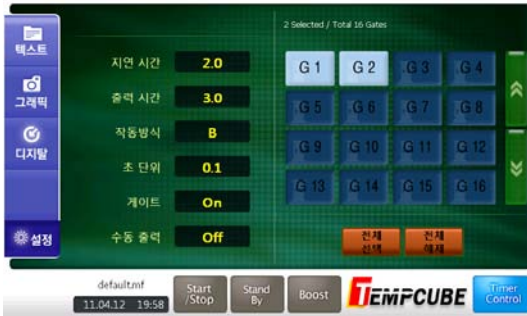 2 Selected / Total 16 Gates
텍스트
그래픽
디지탈
설정
지연 시간 2.0
출력 시간 3.0
작동방식 B
초 단위 0.1
게이트 On
수동 출력 Off
G 1 G 2 G 3 G 4
G 5 G 6 G 7 G 8
G 9 G 10 G 11 G 12
G 13 G 14 G 15 G 16
전체
선택
전체
해제
default.mf
11.04.12 19:58
Start
/Stop
Stand
By
Boost
TEMPCUBE
Timer
Control